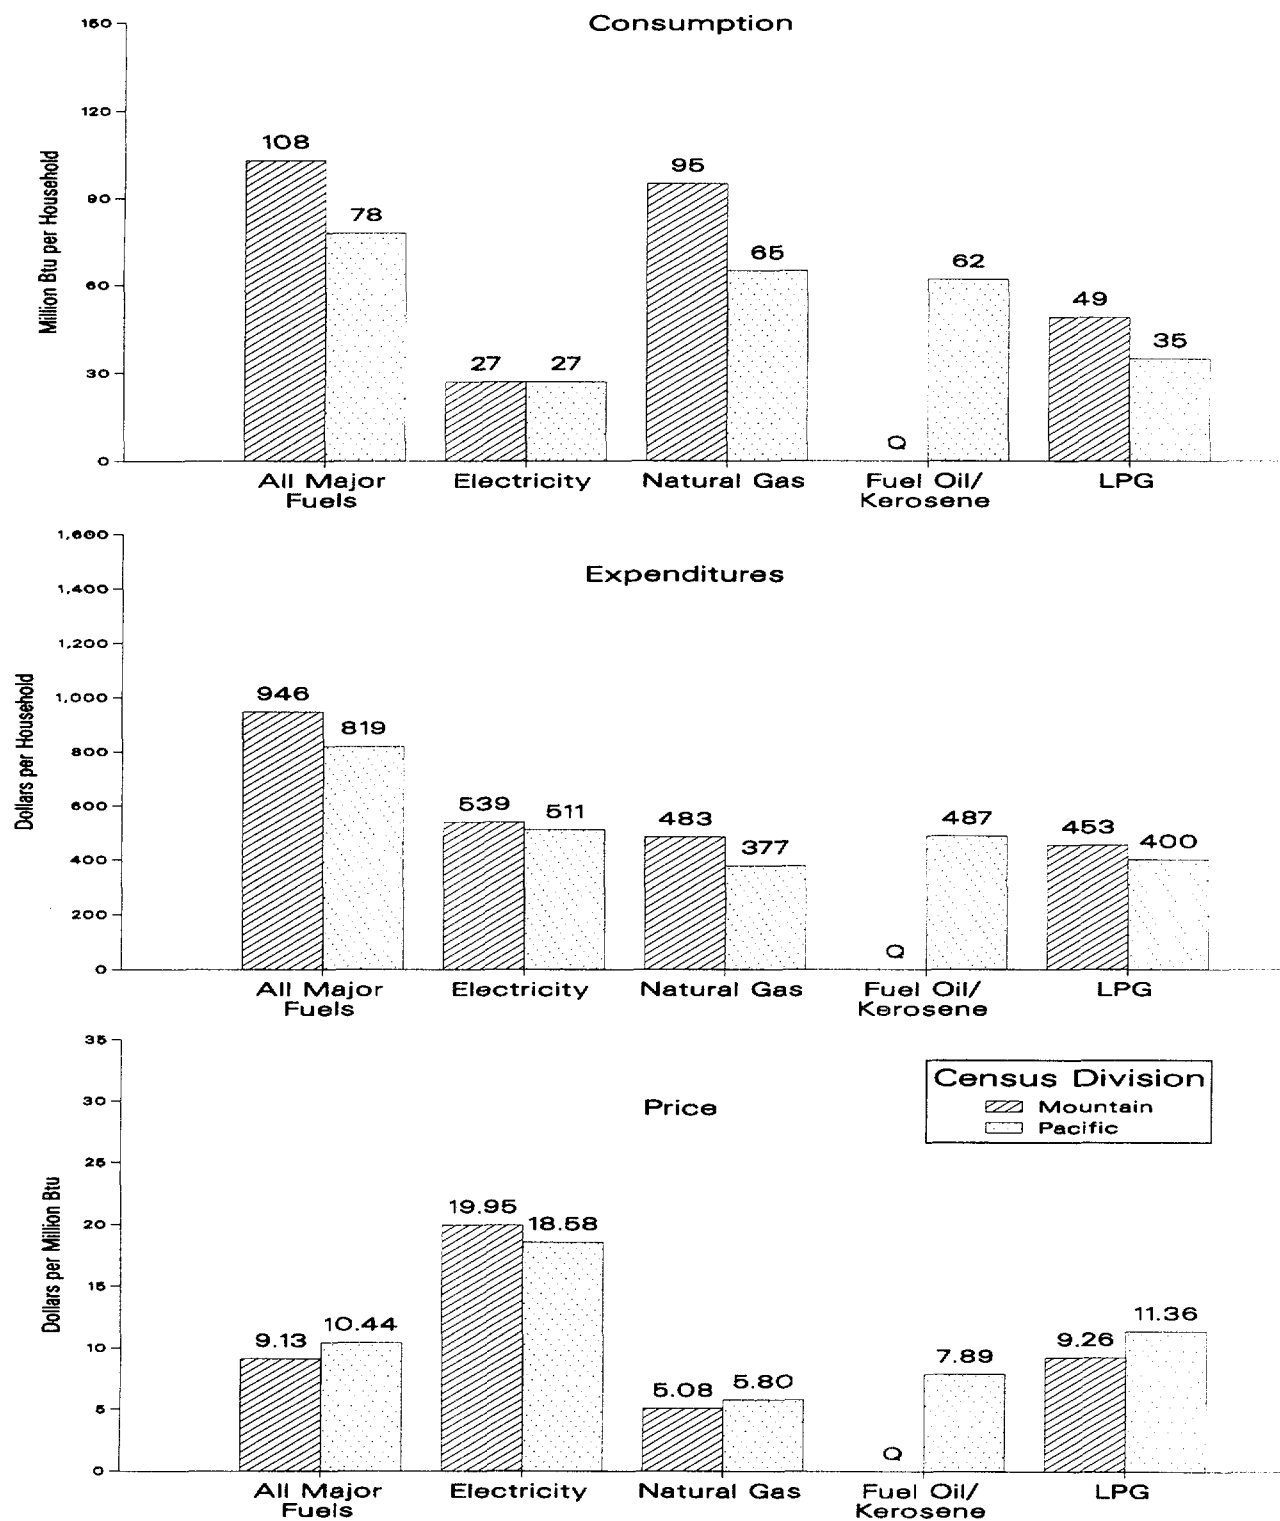 Consumption
Million Btu per Household
150
120
90
60
30
0
108
78
27
27
95
65
Q
62
49
35
All Major
Fuels
Electricity
Natural Gas
Fuel Oil/
Kerosene
LPG
Expenditures
Dollars per Household
1,600
1,400
1,200
1,000
800
600
400
200
0
946
819
539
511
483
377
Q
487
453
400
All Major
Fuels
Electricity
Natural Gas
Fuel Oil/
Kerosene
LPG
Price
Dollars per Million Btu
35
30
25
20
15
10
5
0
Census Division
Mountain
Pacific
9.13
10.44
19.95
18.58
5.08
5.80
Q
7.89
9.26
11.36
All Major
Fuels
Electricity
Natural Gas
Fuel Oil/
Kerosene
LPG